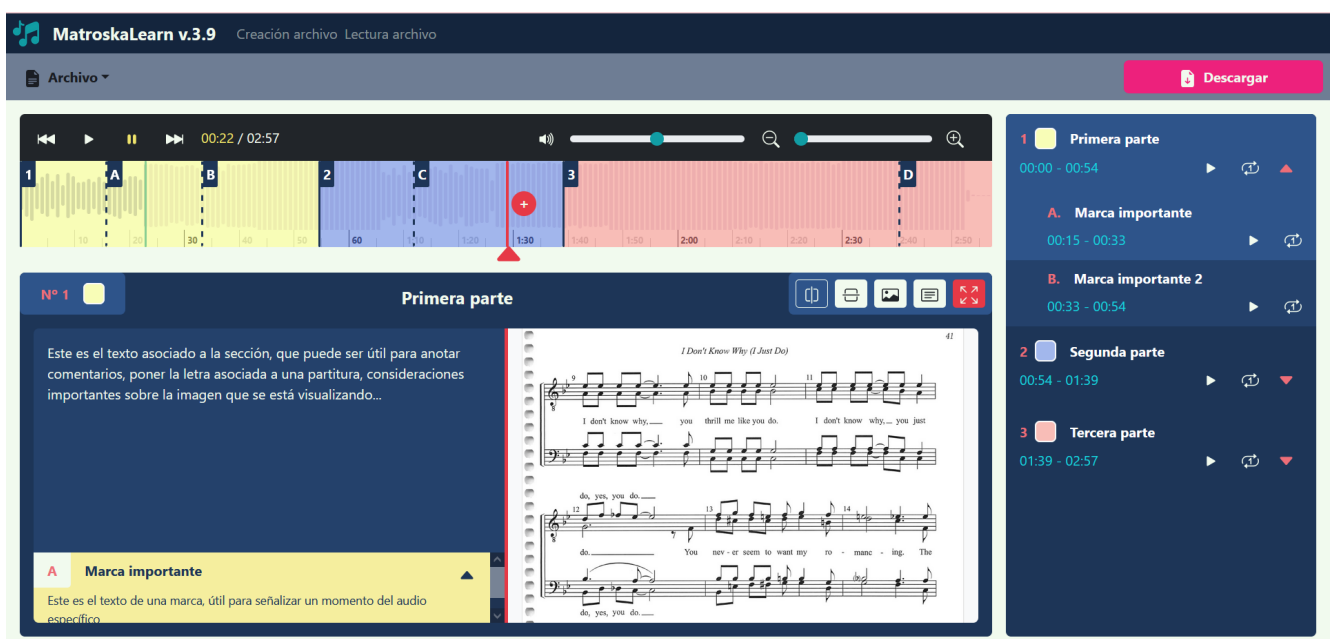 MatroskaLearn v.3.9 Creación archivo Lectura archivo
Archivo
Descargar
00:22 / 02:57
1 A B 2 C 3 D
10 20 30 40 50 60 1:10 1:20 1:30 1:40 1:50 2:00 2:10 2:20 2:30 2:40 2:50
Nº 1
Primera parte
Este es el texto asociado a la sección, que puede ser útil para anotar
comentarios, poner la letra asociada a una partitura, consideraciones
importantes sobre la imagen que se está visualizando...
A Marca importante
Este es el texto de una marca, útil para señalizar un momento del audio
específico
41
I Don't Know Why (I Just Do)
9 10 11
8
I don't know why, you thrill me like you do. I don't know why, you just
do, yes, you do.
12 13 14
8
do. You nev - er seem to want my ro - manc - ing. The
do, yes, you do.
1 Primera parte
00:00 - 00:54
A. Marca importante
00:15 - 00:33
B. Marca importante 2
00:33 - 00:54
2 Segunda parte
00:54 - 01:39
3 Tercera parte
01:39 - 02:57